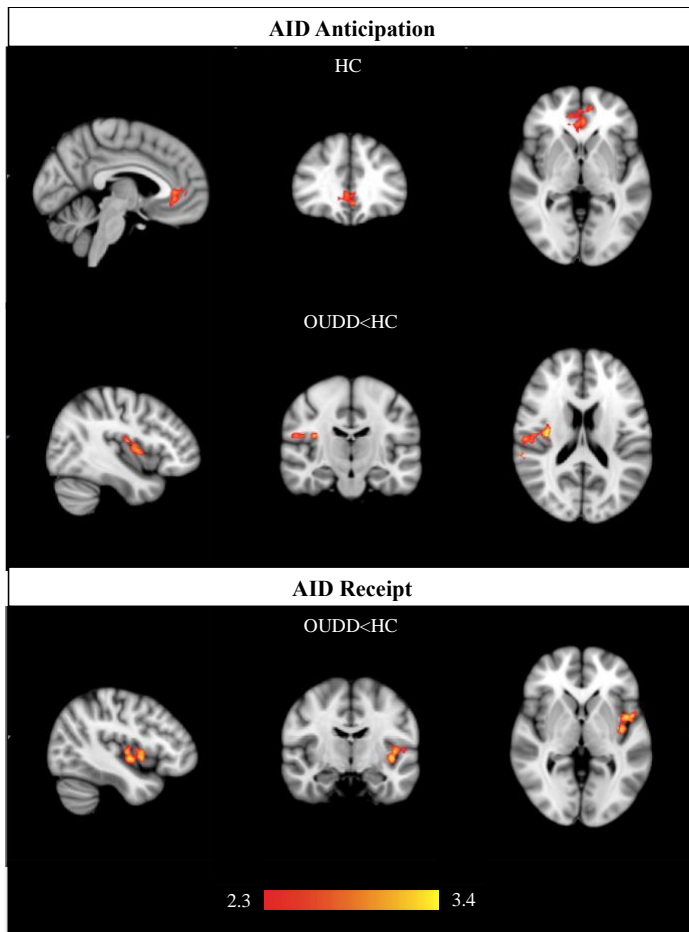 AID Anticipation
HC
OUDD<HC
AID Receipt
OUDD<HC
2.3 3.4